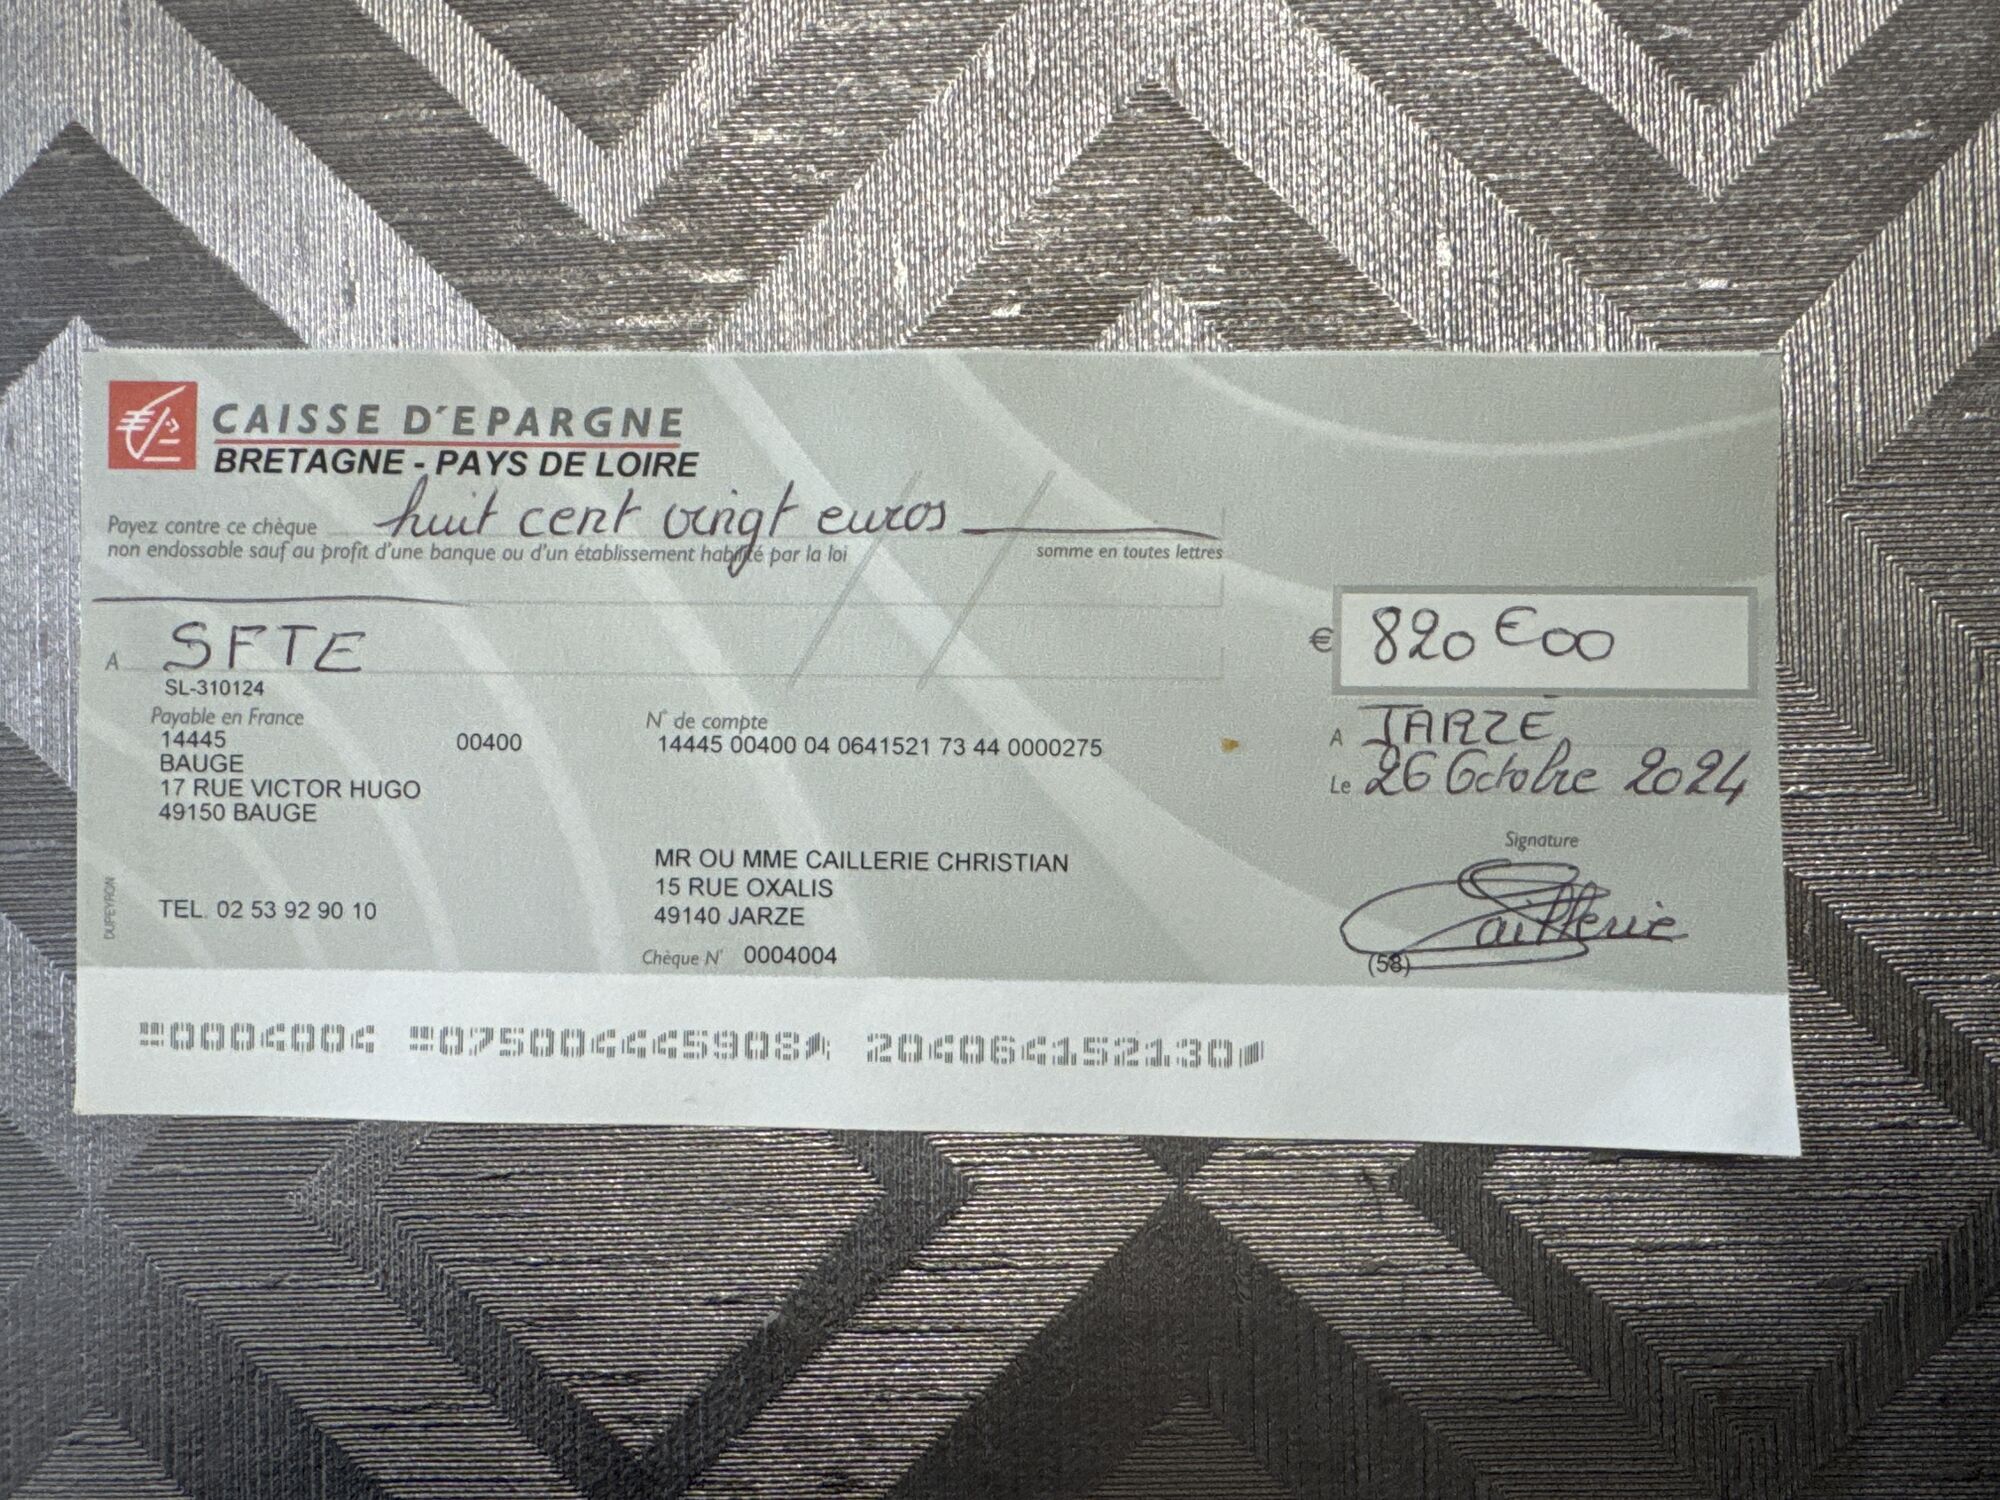 CAISSE D'EPARGNE
BRETAGNE - PAYS DE LOIRE
Payez contre ce chèque huit cent vingt euros
non endossable sauf au profit d'une banque ou d'un établissement habilité par la loi somme en toutes lettres
€ 820 €00
A SFTE
SL-310124
Payable en France
14445 00400
BAUGE
17 RUE VICTOR HUGO
49150 BAUGE
TEL. 02 53 92 90 10
DUPEYRON
N° de compte
14445 00400 04 0641521 73 44 0000275
MR OU MME CAILLERIE CHRISTIAN
15 RUE OXALIS
49140 JARZE
Chèque N° 0004004
A JARZE
Le 26 Octobre 2024
Signature
Caillerie
(58)
0004004 075004445908 204064152130